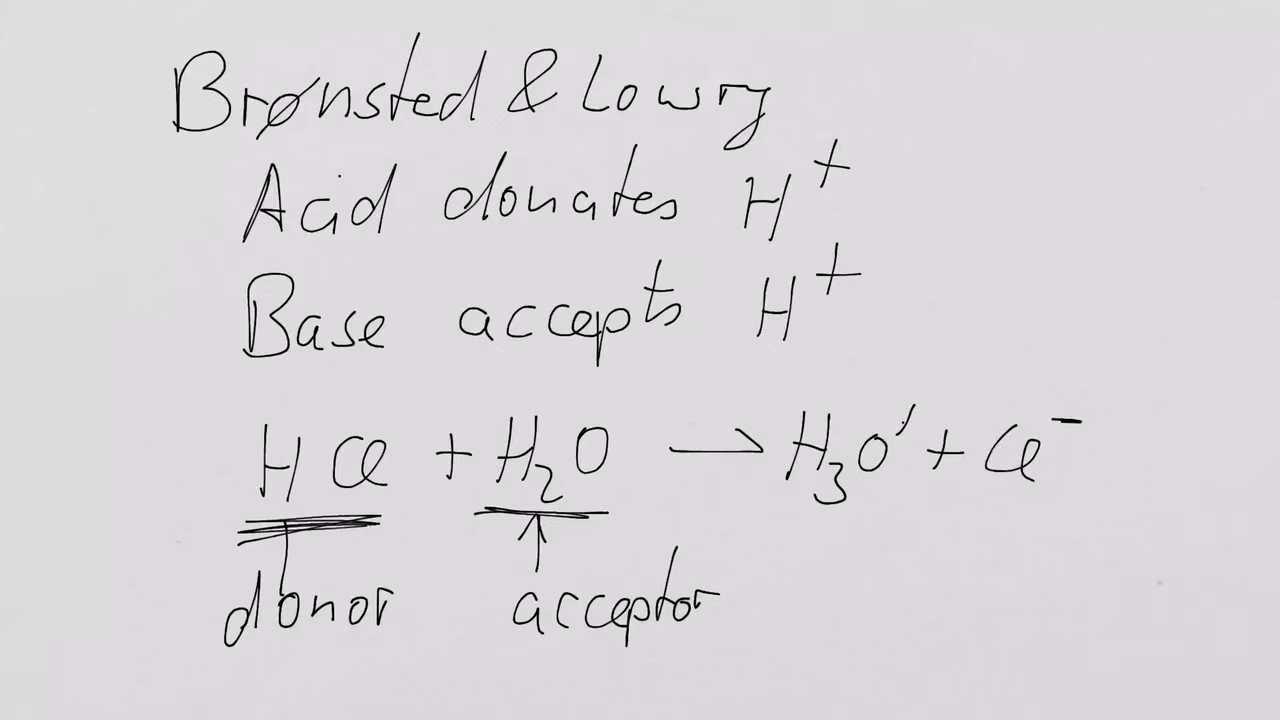 Brønsted & Lowry
Acid donates H⁺
Base accepts H⁺
HCl + H₂O → H₃O' + Cl⁻
donor acceptor